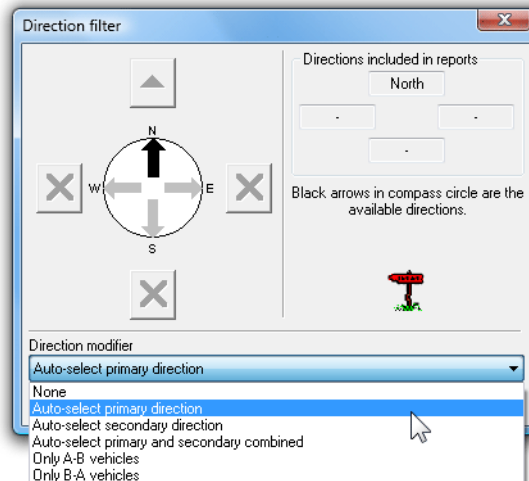 Direction filter
Directions included in reports
North
-
-
-
N
W
E
S
Black arrows in compass circle are the
available directions.
Direction modifier
Auto-select primary direction
None
Auto-select primary direction
Auto-select secondary direction
Auto-select primary and secondary combined
Only A-B vehicles
Only B-A vehicles